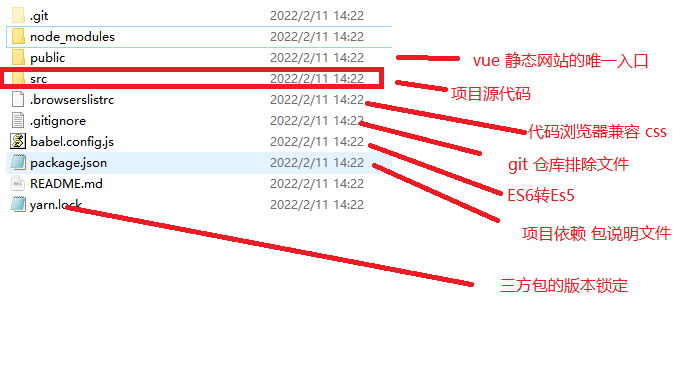 .git 2022/2/11 14:22
node_modules 2022/2/11 14:22
public 2022/2/11 14:22 vue 静态网站的唯一入口
src 2022/2/11 14:22 项目源代码
.browserslistrc 2022/2/11 14:22 代码浏览器兼容 css
.gitignore 2022/2/11 14:22 git 仓库排除文件
babel.config.js 2022/2/11 14:22 ES6转Es5
package.json 2022/2/11 14:22 项目依赖 包说明文件
README.md 2022/2/11 14:22
yarn.lock 2022/2/11 14:22 三方包的版本锁定